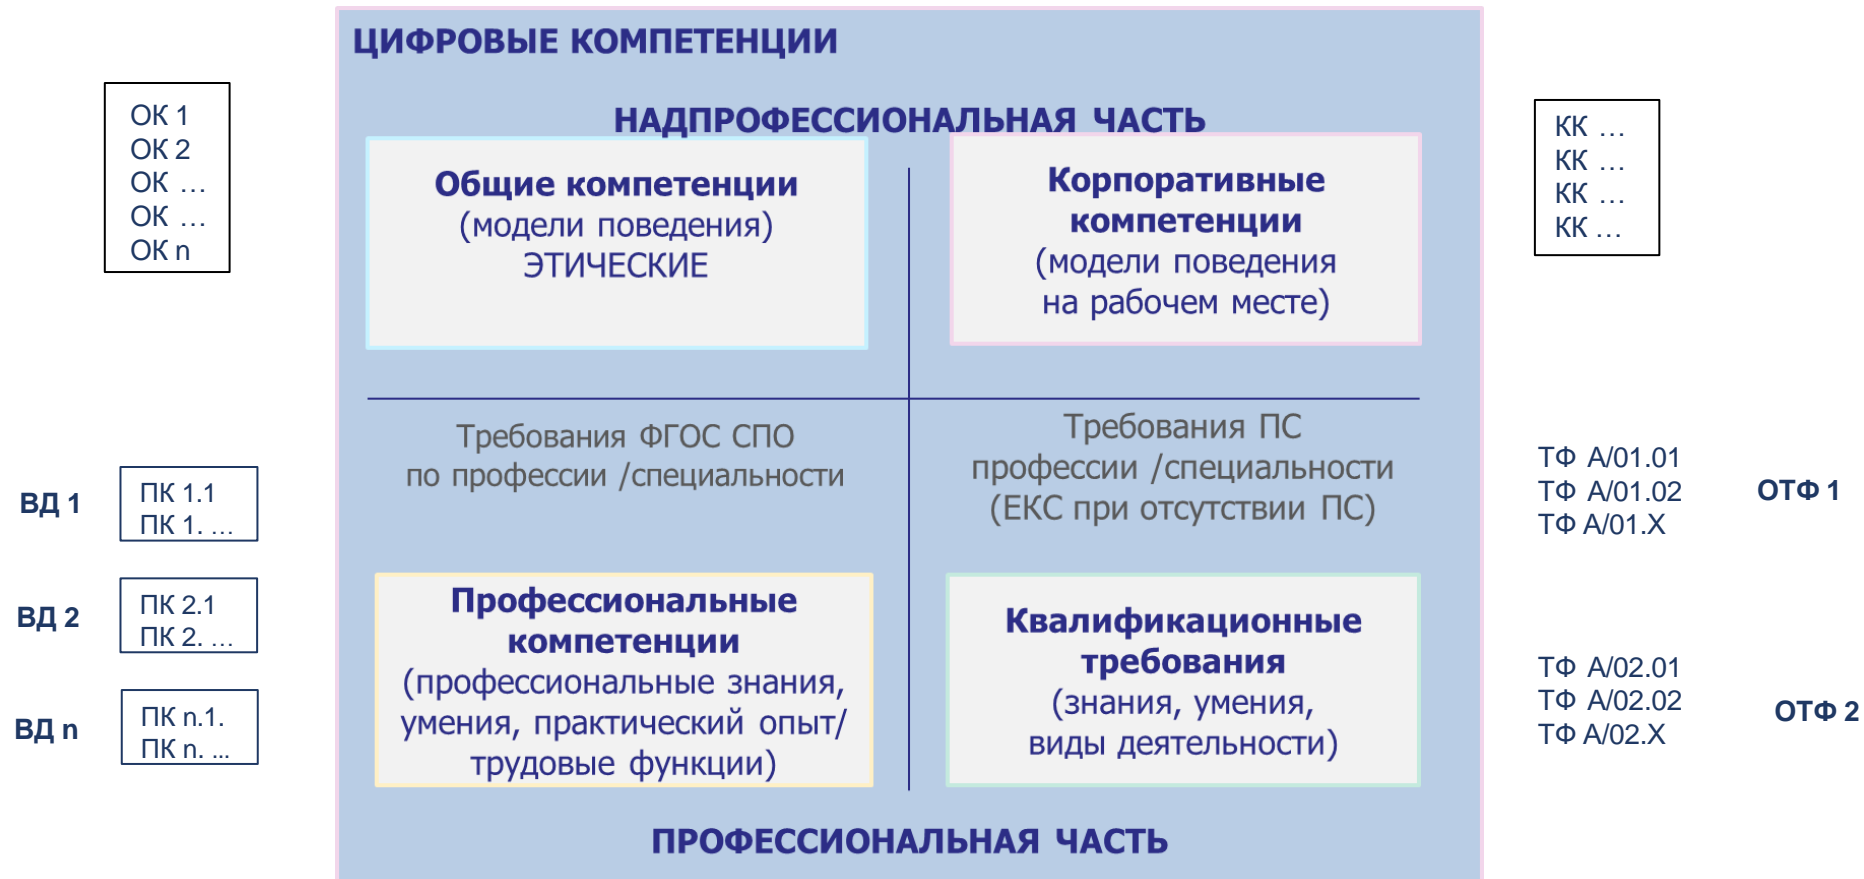 ЦИФРОВЫЕ КОМПЕТЕНЦИИ
НАДПРОФЕССИОНАЛЬНАЯ ЧАСТЬ
ОК 1
ОК 2
ОК ...
ОК ...
ОК n
Общие компетенции
(модели поведения)
ЭТИЧЕСКИЕ
Корпоративные
компетенции
(модели поведения
на рабочем месте)
КК ...
КК ...
КК ...
КК ...
Требования ФГОС СПО
по профессии /специальности
Требования ПС
профессии /специальности
(ЕКС при отсутствии ПС)
ВД 1
ПК 1.1
ПК 1. ...
ВД 2
ПК 2.1
ПК 2. ...
ВД n
ПК n.1.
ПК n. ...
Профессиональные
компетенции
(профессиональные знания,
умения, практический опыт/
трудовые функции)
Квалификационные
требования
(знания, умения,
виды деятельности)
ТФ А/01.01
ТФ А/01.02
ТФ А/01.Х
ОТФ 1
ТФ А/02.01
ТФ А/02.02
ТФ А/02.Х
ОТФ 2
ПРОФЕССИОНАЛЬНАЯ ЧАСТЬ